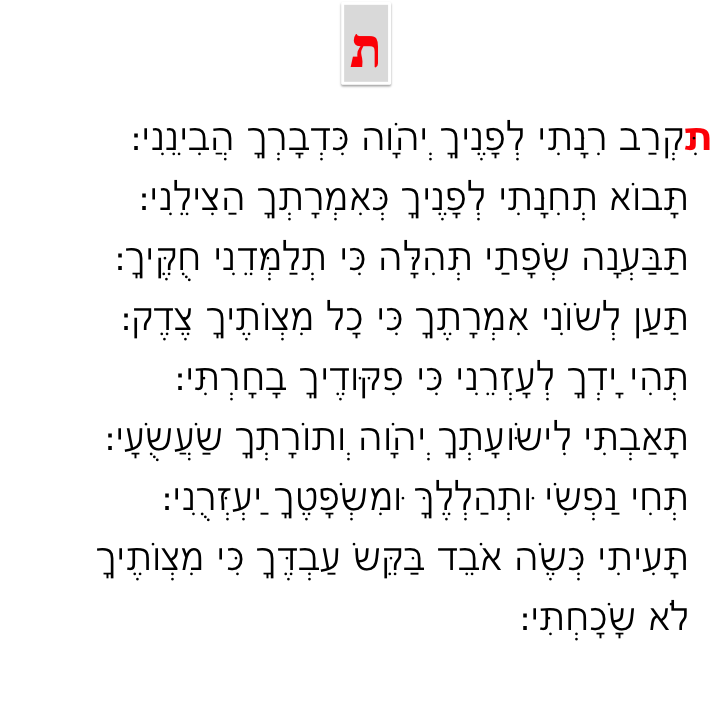 ת
תִּקְרַב רִנָתִי לְפָנֶיךָ יְהֹוָה כִּדְבָרְךָ הֲבִינֵנִי:
תָּבוֹא תְחִנָתִי לְפָנֶיךָ כְּאִמְרָתְךָ הַצִילֵנִי:
תַּבַּעְנָה שְׂפָתַי תְּהִלָּה כִּי תְלַמְּדֵנִי חֻקֶּיךָ:
תַּעַן לְשׁוֹנִי אִמְרָתֶךָ כִּי כָל מִצְוֹתֶיךָ צֶדֶק:
תְּהִי יָדְךָ לְעָזְרֵנִי כִּי פִקּוּדֶיךָ בָחָרְתִּי:
תָּאַבְתִּי לִישׁוּעָתְךָ יְהֹוָה וְתוֹרָתְךָ שַׁעֲשֻׁעָי:
תְּחִי נַפְשִׁי וּתְהַלְלֶךָּ וּמִשְׁפָּטֶךָ יַעְזְּרֻנִי:
תָּעִיתִי כְּשֶׂה אֹבֵד בַּקֵּשׁ עַבְדֶּךָ כִּי מִצְוֹתֶיךָ
לֹא שָׁכָחְתִּי: